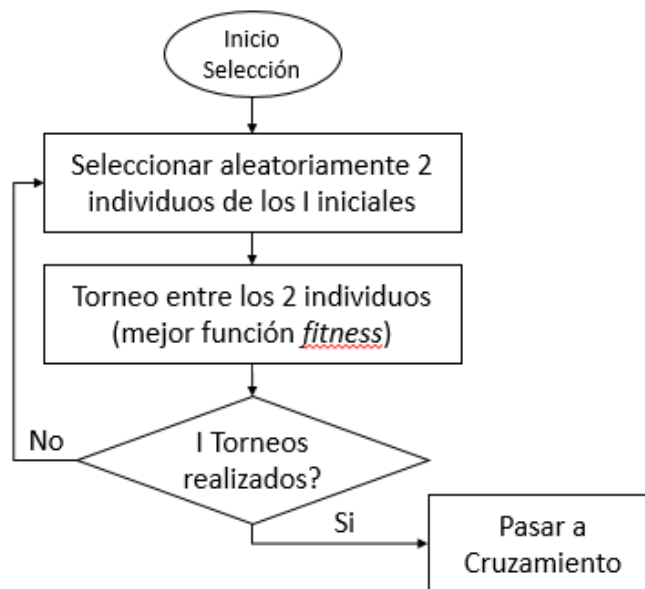 Inicio
Selección
Seleccionar aleatoriamente 2
individuos de los I iniciales
Torneo entre los 2 individuos
(mejor función fitness)
No
I Torneos
realizados?
Si
Pasar a
Cruzamiento